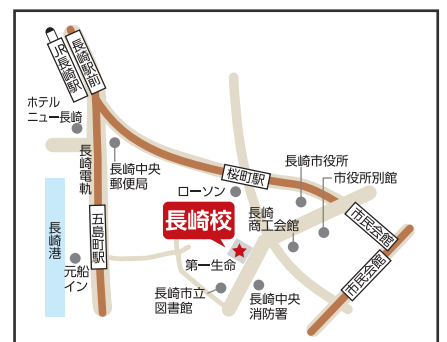 JR長崎駅
長崎駅前
ホテル
ニュー長崎
長崎電軌
長崎中央
郵便局
桜町駅
長崎市役所
市役所別館
ローソン
長崎校
長崎
商工会館
市民会館
市民会館
五島町駅
長崎港
元船
イン
第一生命
長崎市立
図書館
長崎中央
消防署